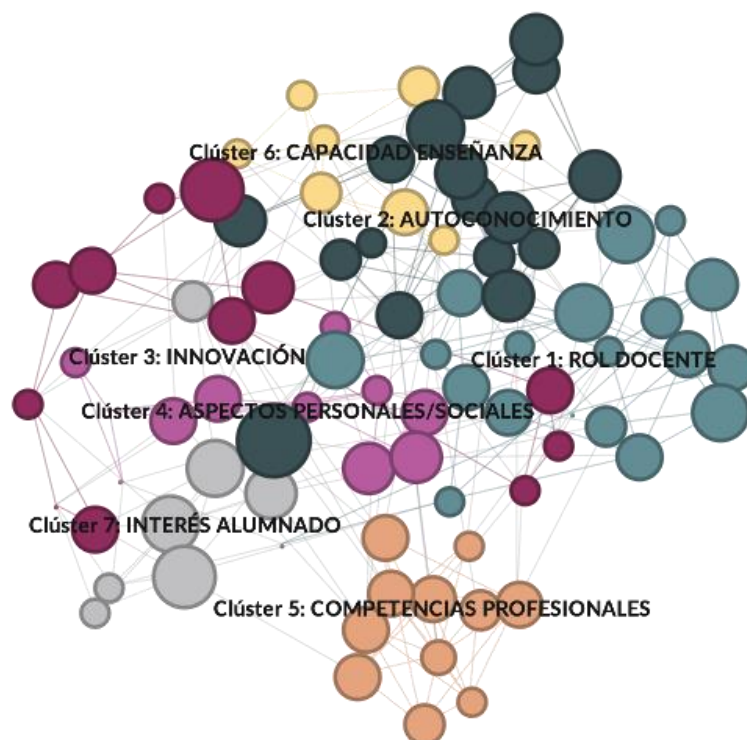 Clúster 6: CAPACIDAD ENSEÑANZA
Clúster 2: AUTOCONOCIMIENTO
Clúster 3: INNOVACIÓN
Clúster 1: ROL DOCENTE
Clúster 4: ASPECTOS PERSONALES/SOCIALES
Clúster 7: INTERÉS ALUMNADO
Clúster 5: COMPETENCIAS PROFESIONALES